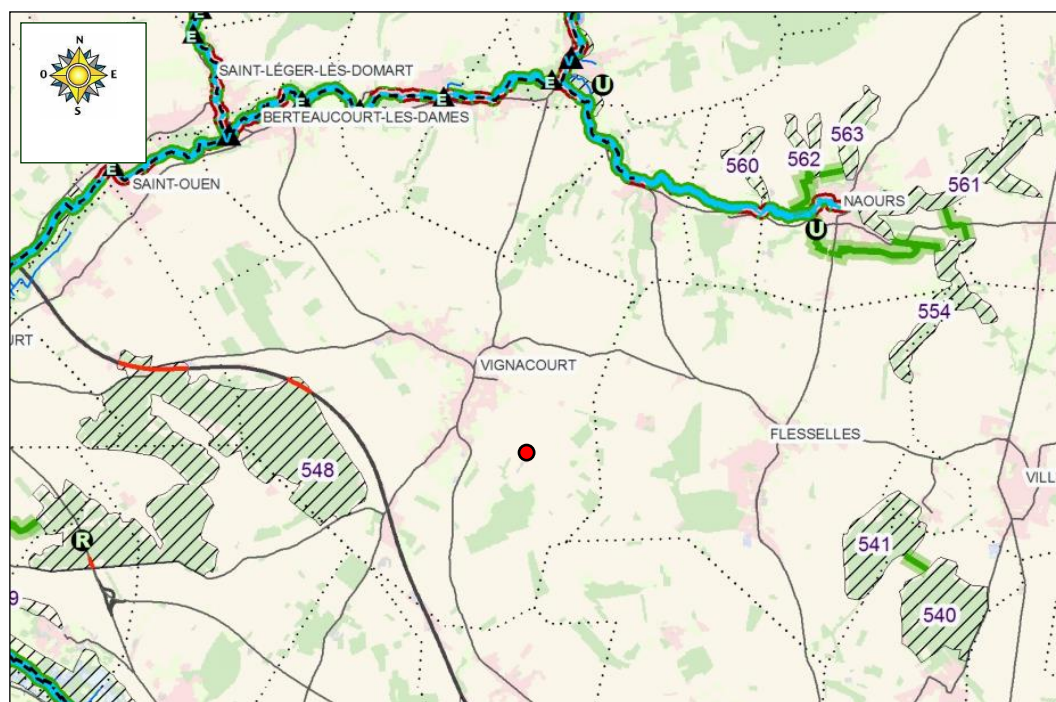 N
O E
S
E
E
SAINT-LÉGER-LÈS-DOMART
V
E
U
E
E
BERTEAUCOURT-LES-DAMES
V
E
SAINT-OUEN
560
562
563
561
NAOURS
U
554
URT
VIGNACOURT
FLESSELLES
548
VILL
R
541
9
540